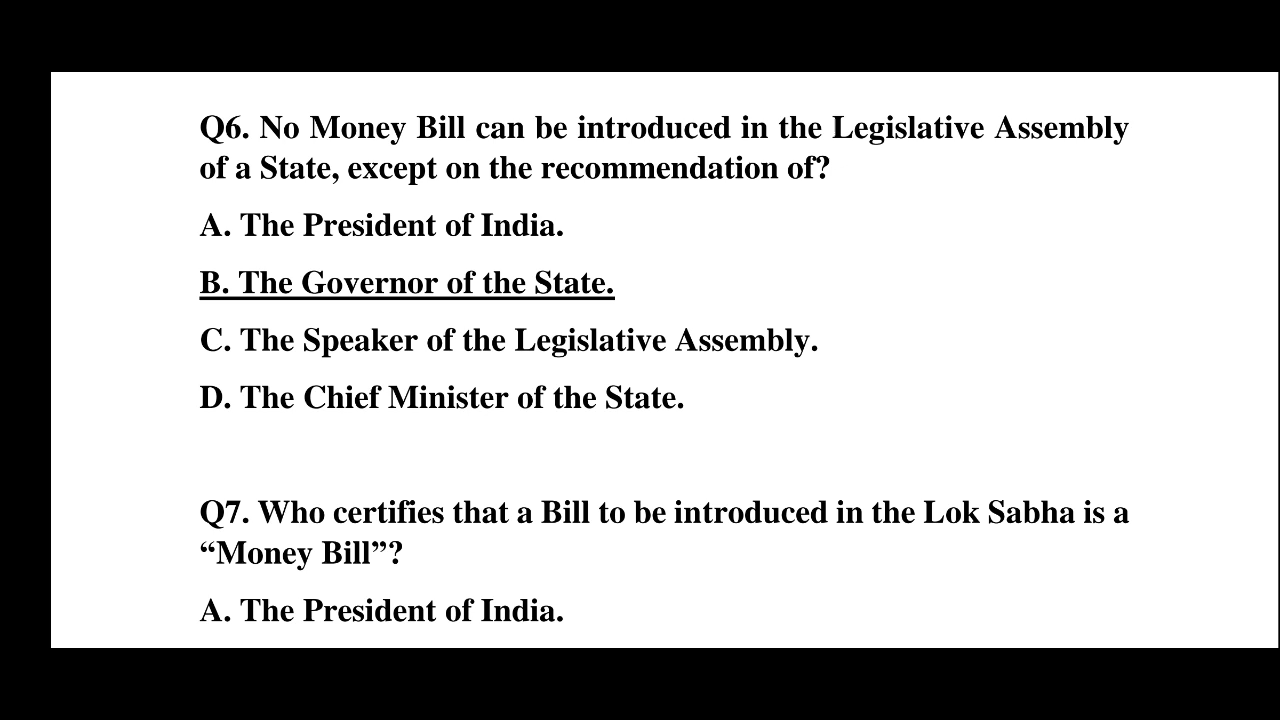 Q6. No Money Bill can be introduced in the Legislative Assembly
of a State, except on the recommendation of?
A. The President of India.
B. The Governor of the State.
C. The Speaker of the Legislative Assembly.
D. The Chief Minister of the State.
Q7. Who certifies that a Bill to be introduced in the Lok Sabha is a
“Money Bill”?
A. The President of India.